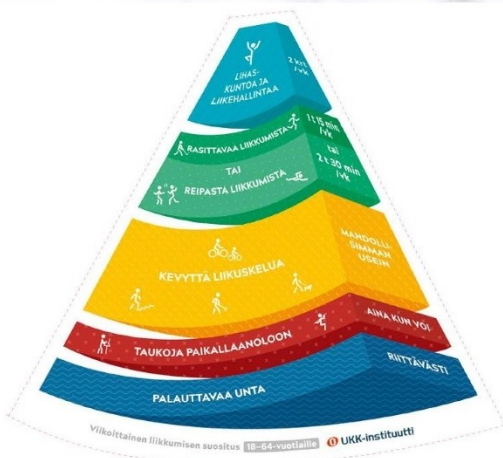 LIHAS-
KUNTOA JA
LIIKEHALLINTAA
2 krt
/vk
RASITTAVAA LIIKKUMISTA
1 t 15 min
/vk
TAI
tai
REIPASTA LIIKKUMISTA
2 t 30 min
/vk
KEVYTTÄ LIIKUSKELUA
MAHDOLLI-
SIMMAN
USEIN
TAUKOJA PAIKALLAANOLOON
AINA KUN VOI
PALAUTTAVAA UNTA
RIITTÄVÄSTI
Viikoittainen liikkumisen suositus 18–64-vuotiaille UKK-instituutti